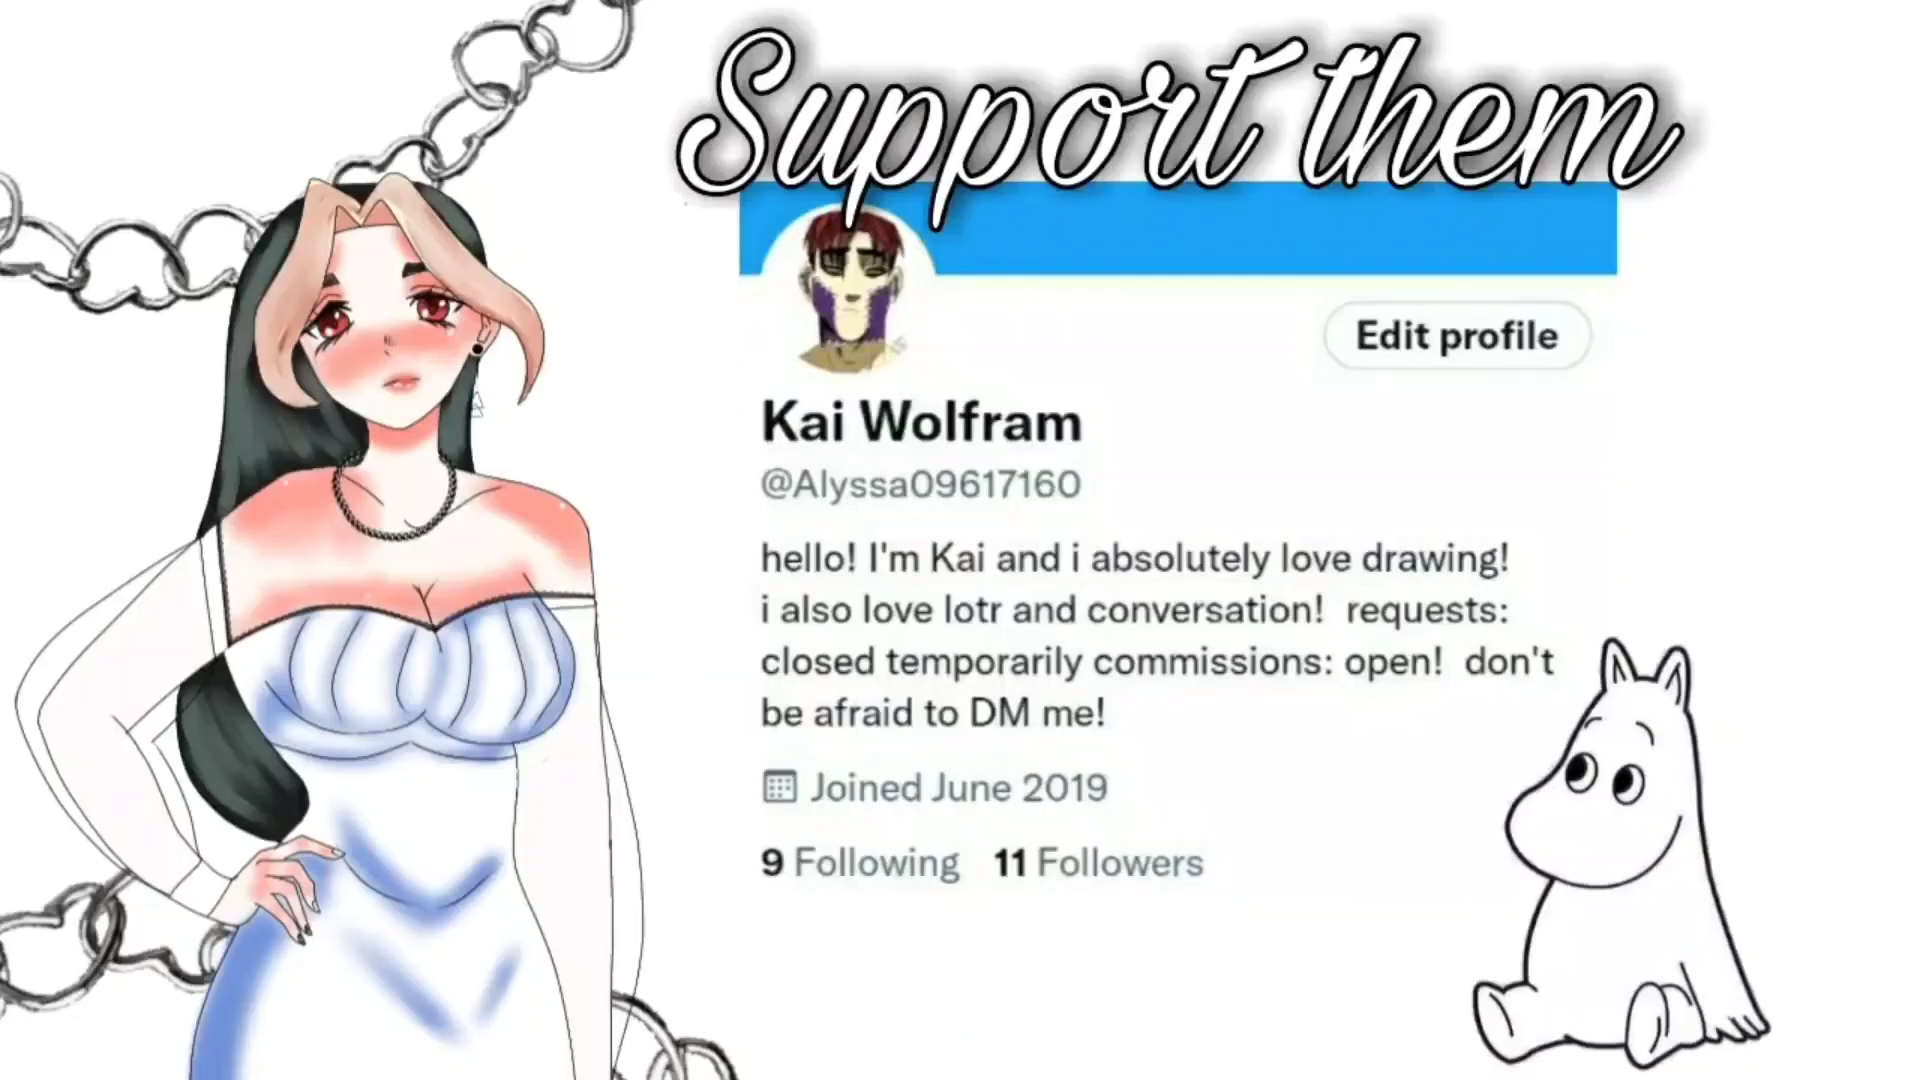 Support them
Edit profile
Kai Wolfram
@Alyssa09617160
hello! I'm Kai and i absolutely love drawing!
i also love lotr and conversation!  requests:
closed temporarily commissions: open!  don't
be afraid to DM me!
Joined June 2019
9 Following 11 Followers